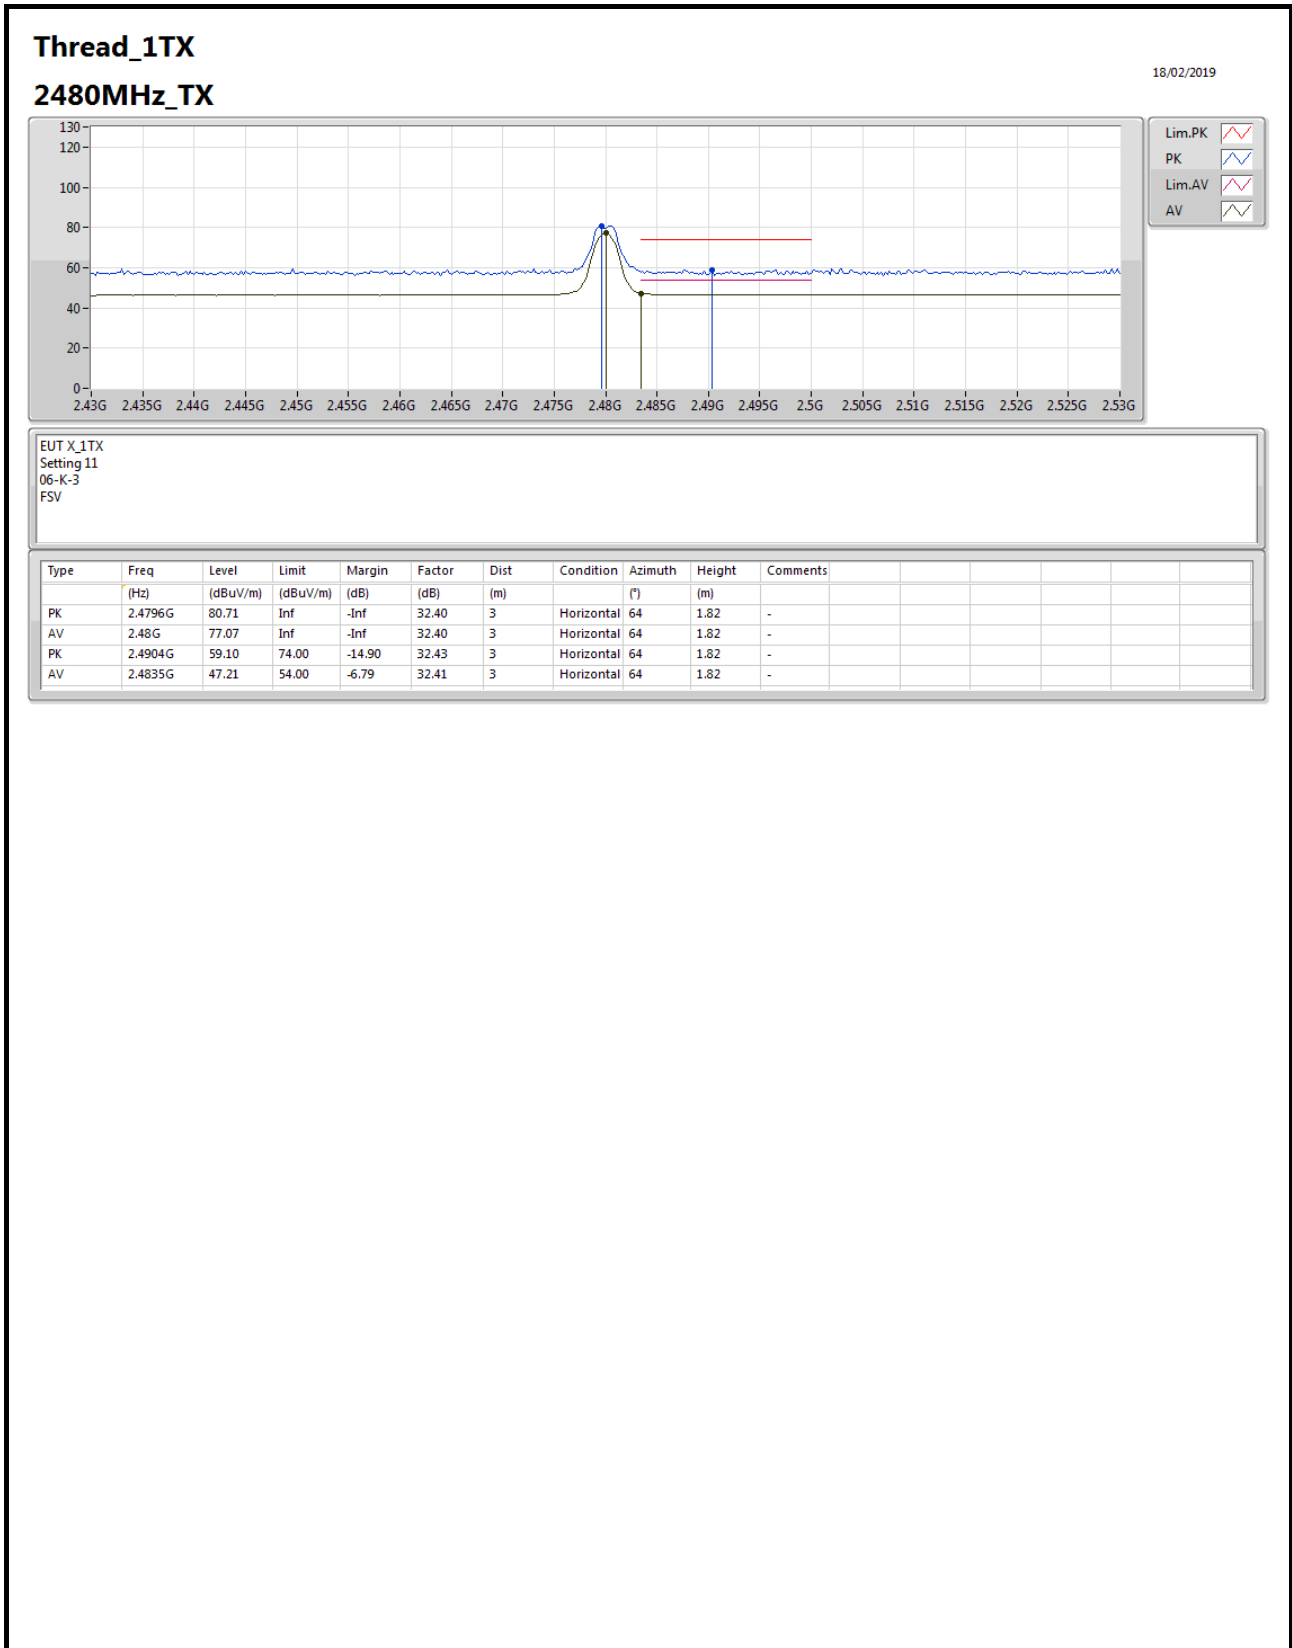 Thread_1TX
18/02/2019
2480MHz_TX
130
120
100
80
60
40
20
0
2.43G 2.435G 2.44G 2.445G 2.45G 2.455G 2.46G 2.465G 2.47G 2.475G 2.48G 2.485G 2.49G 2.495G 2.5G 2.505G 2.51G 2.515G 2.52G 2.525G 2.53G
Lim.PK
PK
Lim.AV
AV
EUT X_1TX
Setting 11
06-K-3
FSV
Type Freq Level Limit Margin Factor Dist Condition Azimuth Height Comments
(Hz) (dBuV/m) (dBuV/m) (dB) (dB) (m) (°) (m)
PK 2.4796G 80.71 Inf -Inf 32.40 3 Horizontal 64 1.82 -
AV 2.48G 77.07 Inf -Inf 32.40 3 Horizontal 64 1.82 -
PK 2.4904G 59.10 74.00 -14.90 32.43 3 Horizontal 64 1.82 -
AV 2.4835G 47.21 54.00 -6.79 32.41 3 Horizontal 64 1.82 -